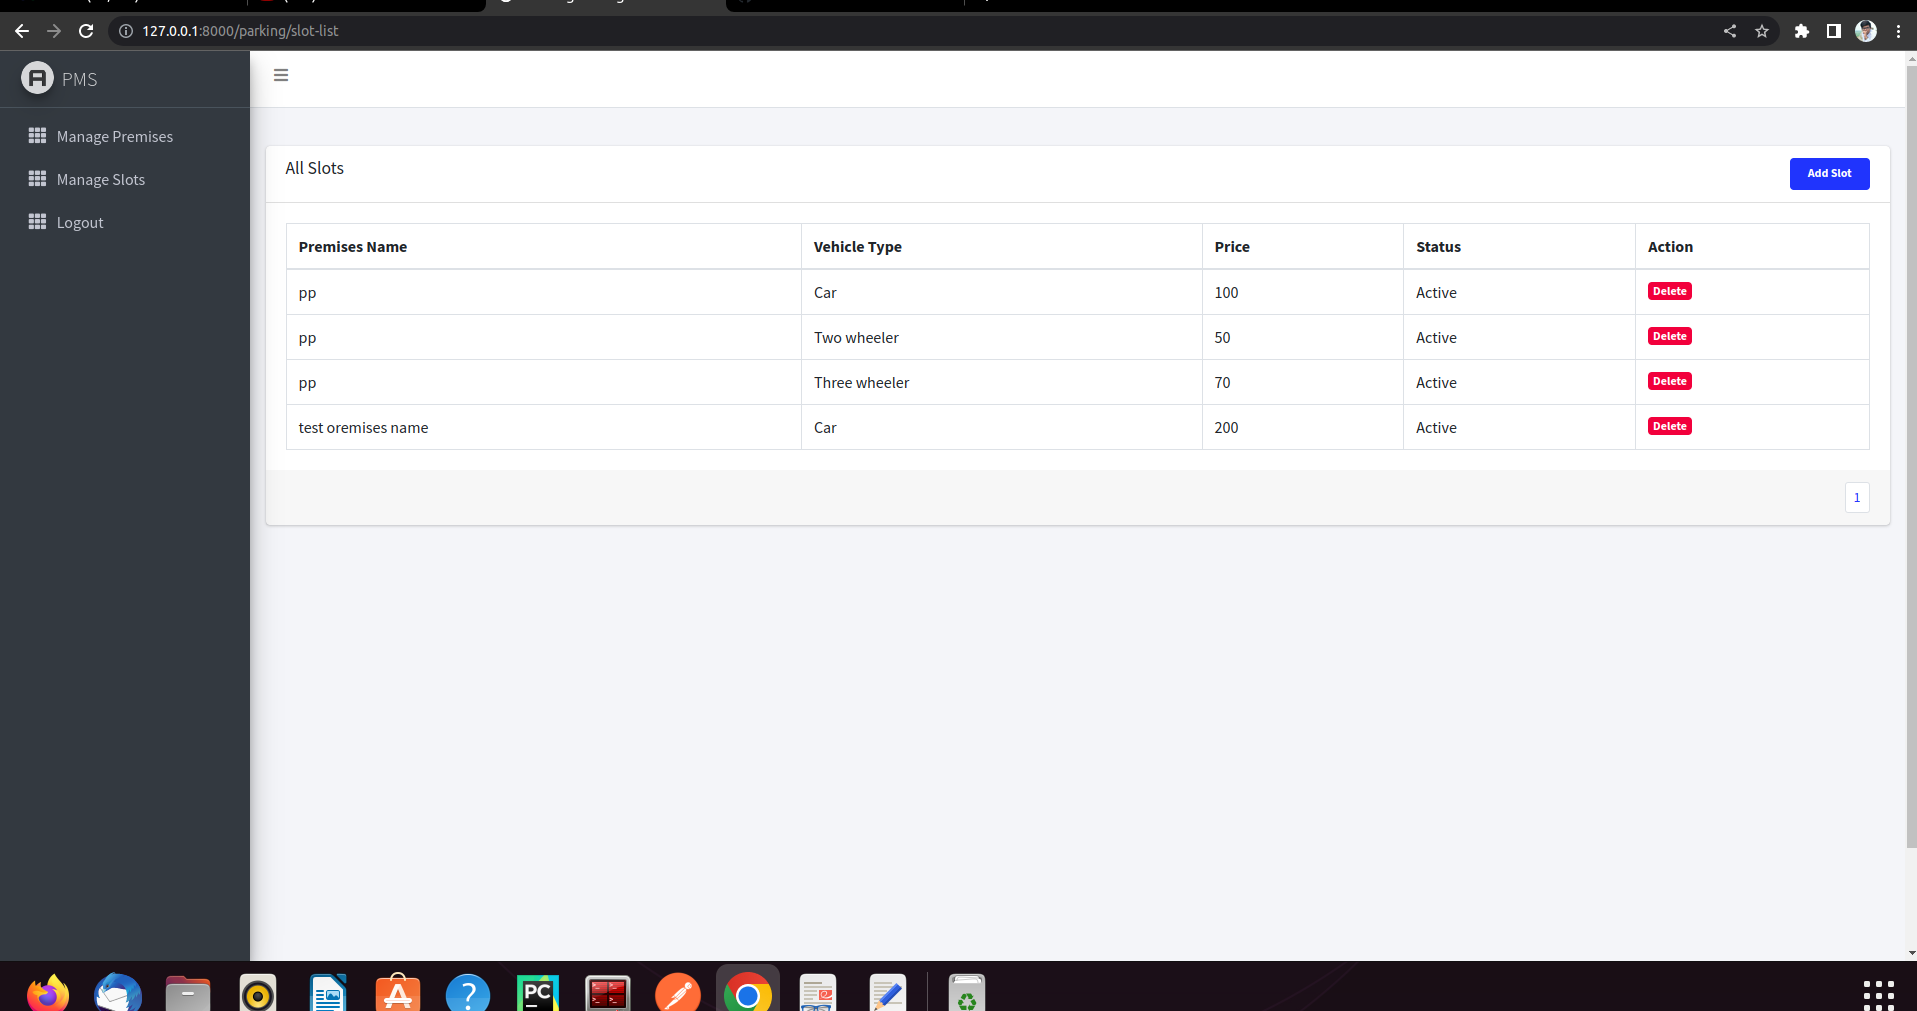 127.0.0.1:8000/parking/slot-list
PMS
Manage Premises
Manage Slots
Logout
All Slots
Add Slot
Premises Name Vehicle Type Price Status Action
pp Car 100 Active Delete
pp Two wheeler 50 Active Delete
pp Three wheeler 70 Active Delete
test oremises name Car 200 Active Delete
1
PC